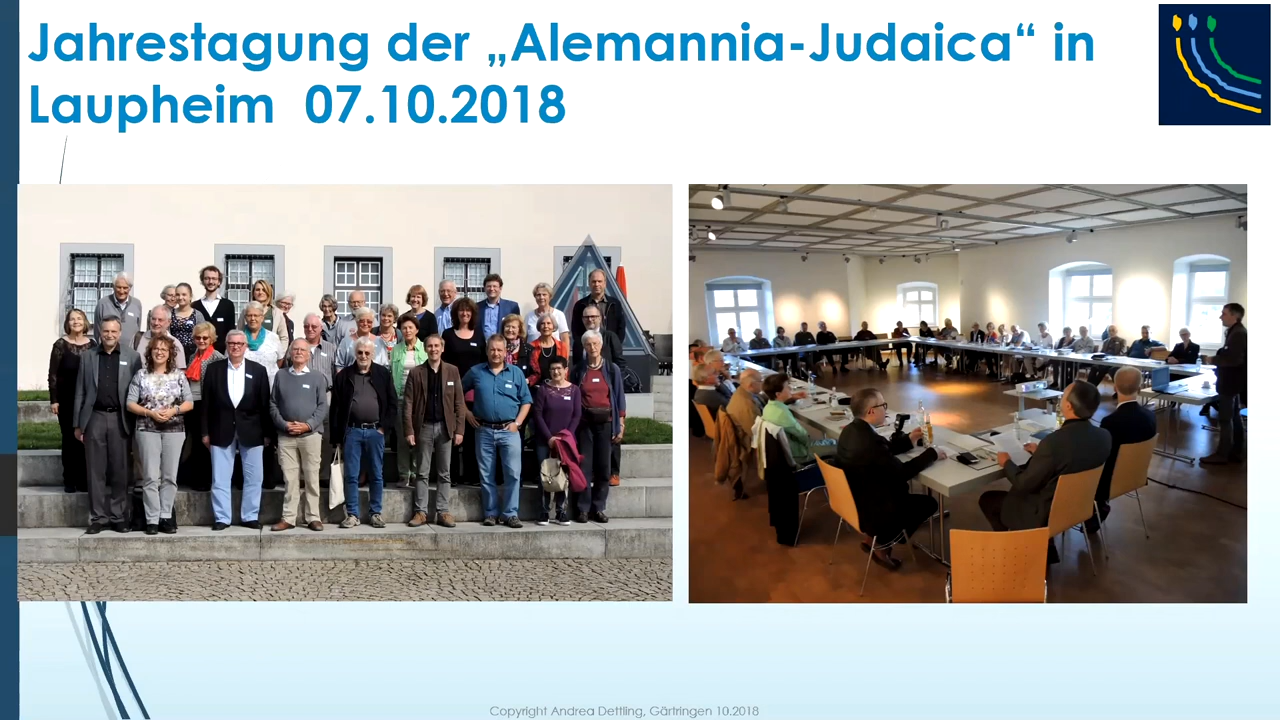 Jahrestagung der „Alemannia-Judaica“ in
Laupheim 07.10.2018
Copyright Andrea Dettling, Gärtringen 10.2018